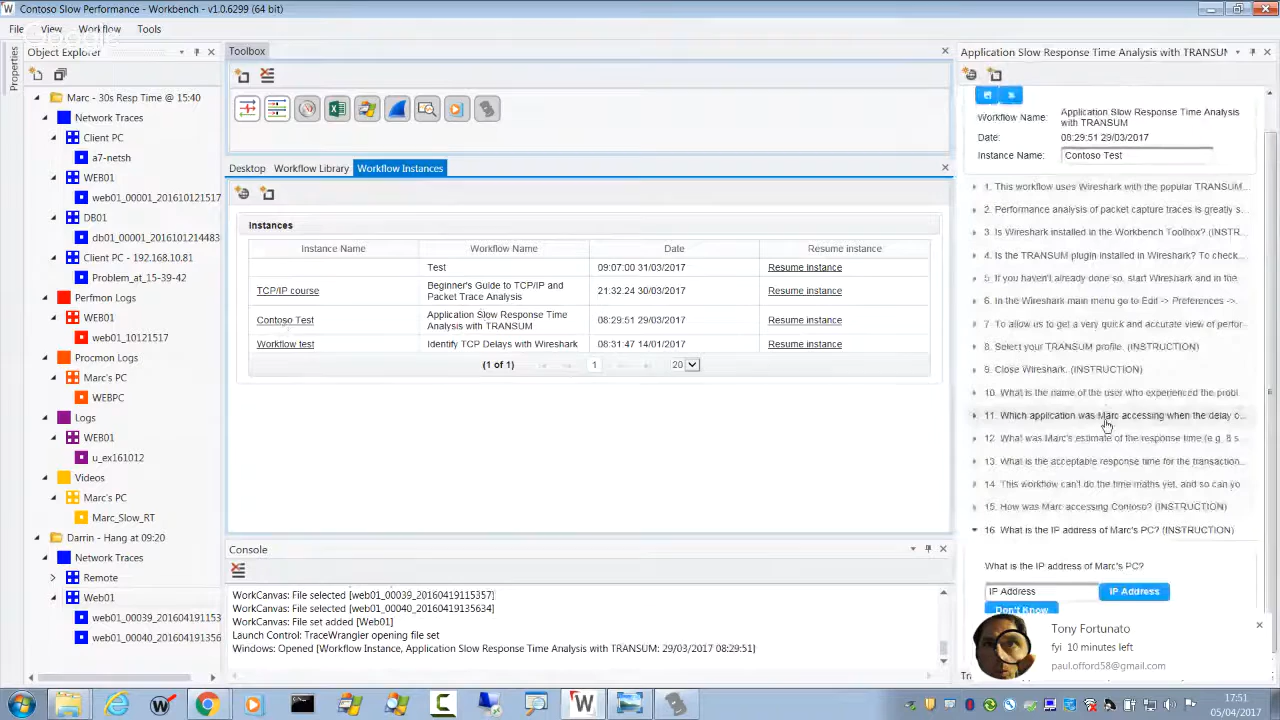 Contoso Slow Performance - Workbench - v1.0.6299 (64 bit)
File View Workflow Tools
Properties
Object Explorer
Marc - 30s Resp Time @ 15:40
Network Traces
Client PC
a7-netsh
WEB01
web01_00001_201610121517
DB01
db01_00001_2016101214483
Client PC - 192.168.10.81
Problem_at_15-39-42
Perfmon Logs
WEB01
web01_10121517
Procmon Logs
Marc's PC
WEBPC
Logs
WEB01
u_ex161012
Videos
Marc's PC
Marc_Slow_RT
Darrin - Hang at 09:20
Network Traces
Remote
Web01
web01_00039_20160419115
web01_00040_201604191356
Toolbox
Desktop Workflow Library Workflow Instances
Instances
Instance Name Workflow Name Date Resume instance
Test 09:07:00 31/03/2017 Resume instance
TCP/IP course Beginner's Guide to TCP/IP and Packet Trace Analysis 21:32:24 30/03/2017 Resume instance
Contoso Test Application Slow Response Time Analysis with TRANSUM 08:29:51 29/03/2017 Resume instance
Workflow test Identify TCP Delays with Wireshark 08:31:47 14/01/2017 Resume instance
(1 of 1) 1 20
Console
WorkCanvas: File selected [web01_00039_20160419115357]
WorkCanvas: File selected [web01_00040_20160419135634]
WorkCanvas: File set added [Web01]
Launch Control: TraceWrangler opening file set
Windows: Opened [Workflow Instance, Application Slow Response Time Analysis with TRANSUM: 29/03/2017 08:29:51]
Application Slow Response Time Analysis with TRANSUM
Workflow Name: Application Slow Response Time Analysis with TRANSUM
Date: 08:29:51 29/03/2017
Instance Name: Contoso Test
1. This workflow uses Wireshark with the popular TRANSUM...
2. Performance analysis of packet capture traces is greatly s...
3. Is Wireshark installed in the Workbench Toolbox? (INSTR...
4. Is the TRANSUM plugin installed in Wireshark? To check...
5. If you haven't already done so, start Wireshark and in the...
6. In the Wireshark main menu go to Edit -> Preferences ->.
7. To allow us to get a very quick and accurate view of perfor...
8. Select your TRANSUM profile. (INSTRUCTION)
9. Close Wireshark. (INSTRUCTION)
10. What is the name of the user who experienced the probl...
11. Which application was Marc accessing when the delay o...
12. What was Marc's estimate of the response time (e.g. 8 s...
13. What is the acceptable response time for the transaction...
14. This workflow can't do the time maths yet, and so can yo...
15. How was Marc accessing Contoso? (INSTRUCTION)
16 What is the IP address of Marc's PC? (INSTRUCTION)
What is the IP address of Marc's PC?
IP Address IP Address
Don't Know
Tony Fortunato
fyi 10 minutes left
paul.offord58@gmail.com
17:51
05/04/2017